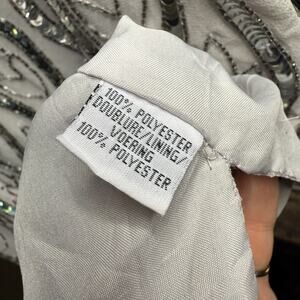 100% POLYESTER
DOUBLURE/LINING/
VOERING
100% POLYESTER